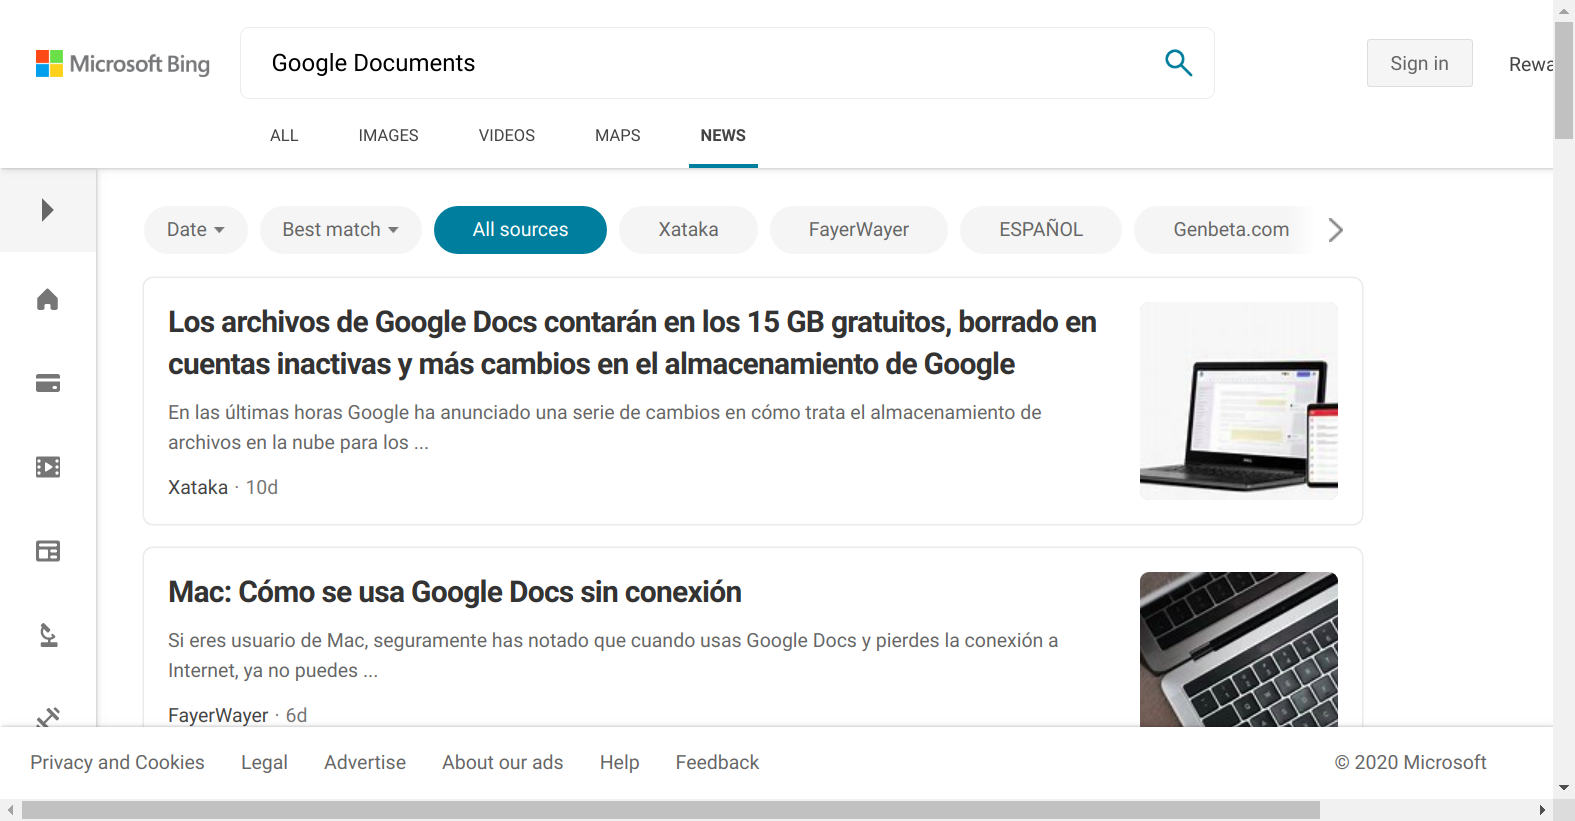 Microsoft Bing
Google Documents
Sign in
Rewa
ALL
IMAGES
VIDEOS
MAPS
NEWS
Date
Best match
All sources
Xataka
FayerWayer
ESPAÑOL
Genbeta.com
Los archivos de Google Docs contarán en los 15 GB gratuitos, borrado en
cuentas inactivas y más cambios en el almacenamiento de Google
En las últimas horas Google ha anunciado una serie de cambios en cómo trata el almacenamiento de
archivos en la nube para los ...
Xataka · 10d
Mac: Cómo se usa Google Docs sin conexión
Si eres usuario de Mac, seguramente has notado que cuando usas Google Docs y pierdes la conexión a
Internet, ya no puedes ...
FayerWayer · 6d
Privacy and Cookies
Legal
Advertise
About our ads
Help
Feedback
© 2020 Microsoft